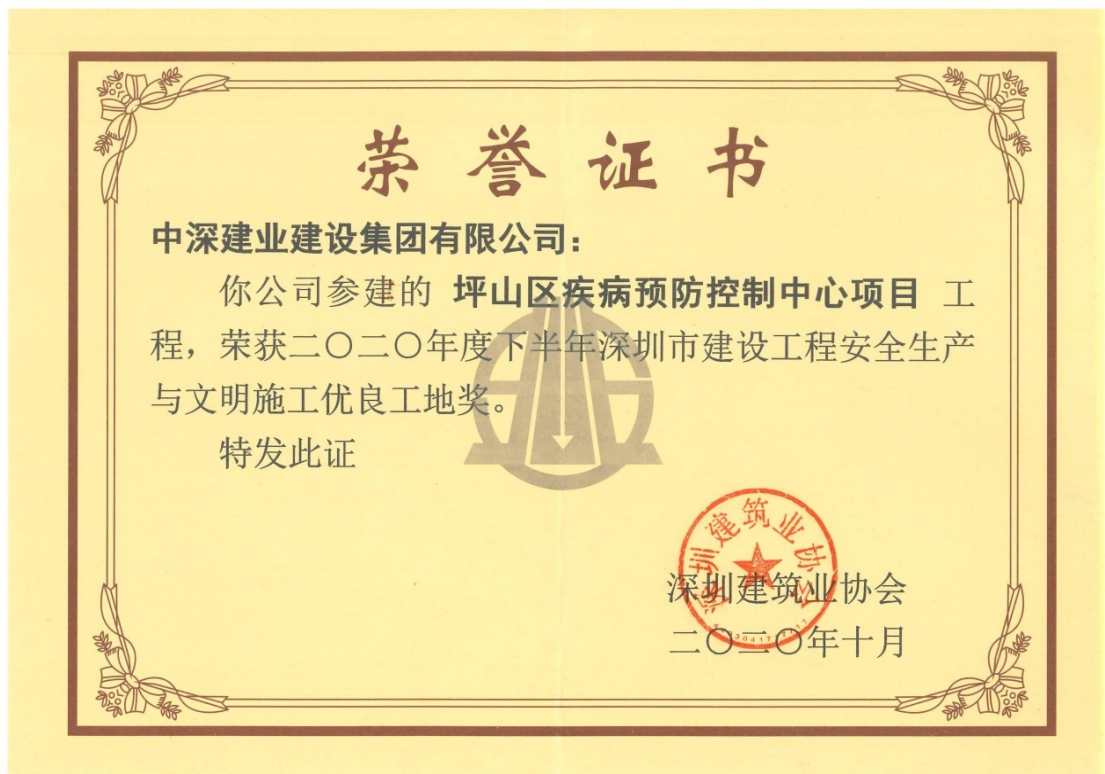 荣誉证书
中深建业建设集团有限公司：
你公司参建的 坪山区疾病预防控制中心项目 工
程，荣获二〇二〇年度下半年深圳市建设工程安全生产
与文明施工优良工地奖。
特发此证
深圳建筑业协会
深圳建筑业协会
二〇二〇年十月